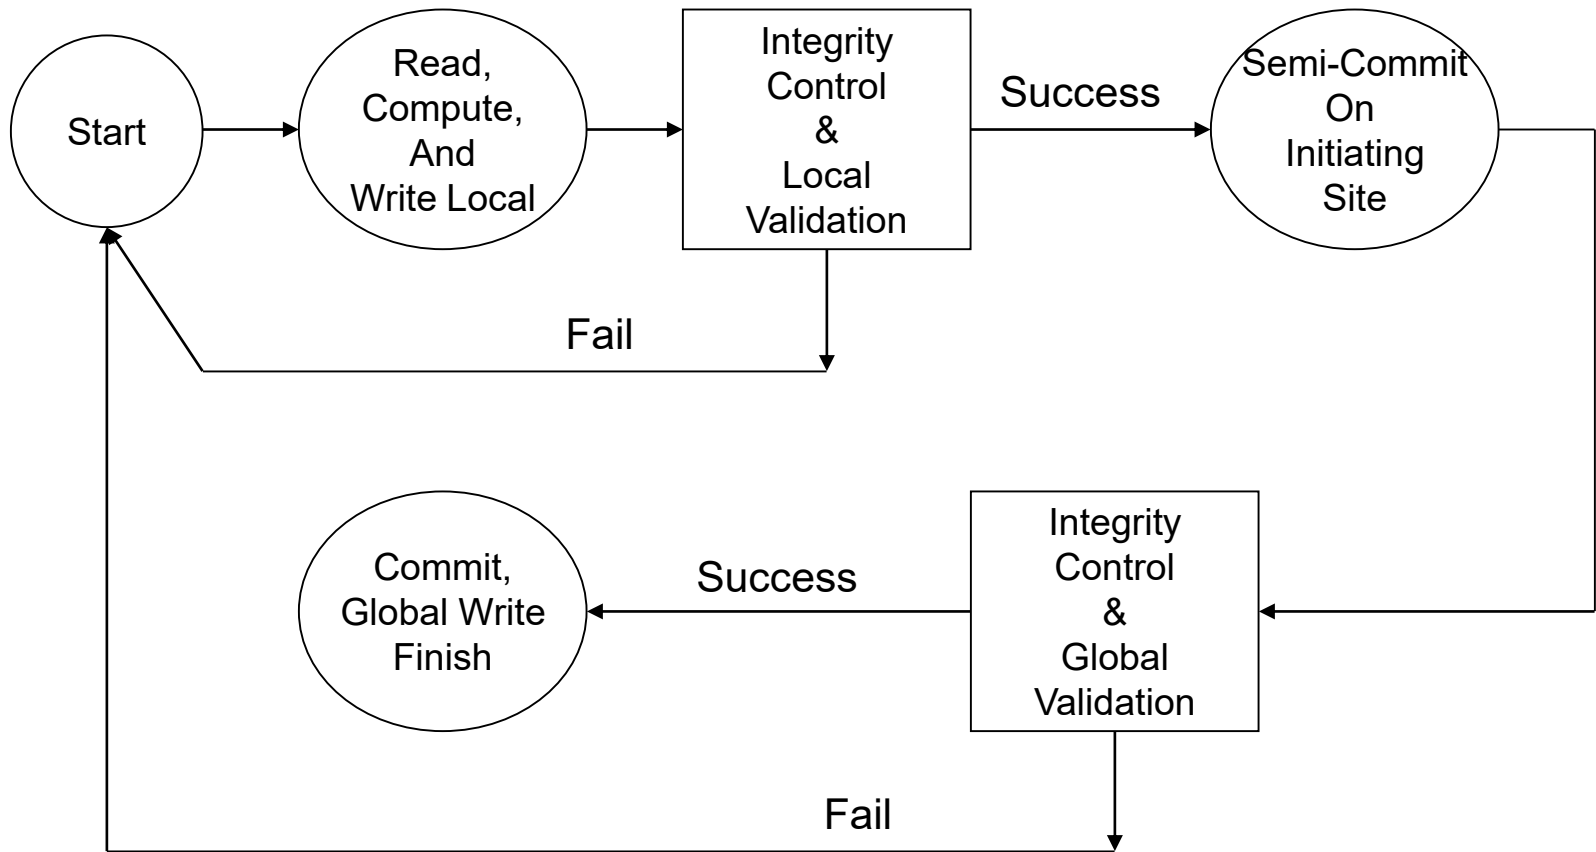 Start
Read,
Compute,
And
Write Local
Integrity
Control
&
Local
Validation
Success
Semi-Commit
On
Initiating
Site
Fail
Commit,
Global Write
Finish
Success
Integrity
Control
&
Global
Validation
Fail